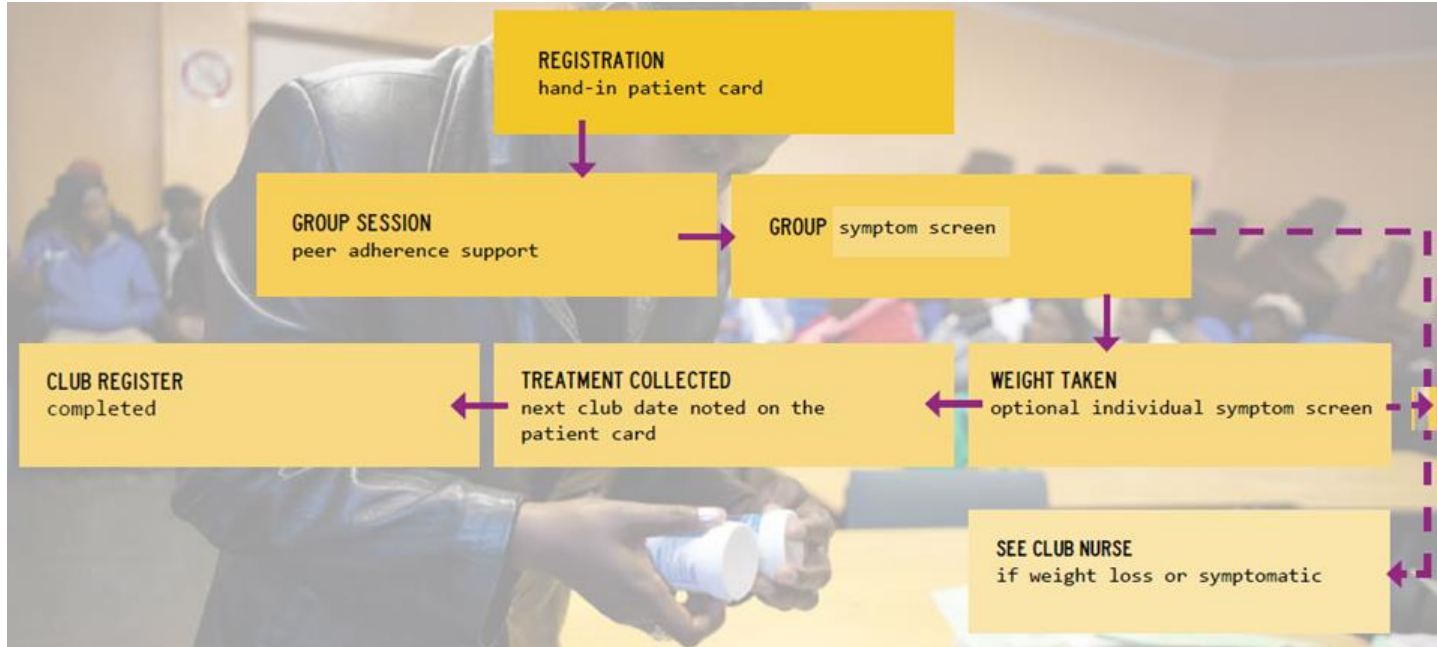 REGISTRATION
hand-in patient card
GROUP SESSION
peer adherence support
GROUP symptom screen
CLUB REGISTER
completed
TREATMENT COLLECTED
next club date noted on the
patient card
WEIGHT TAKEN
optional individual symptom screen
SEE CLUB NURSE
if weight loss or symptomatic